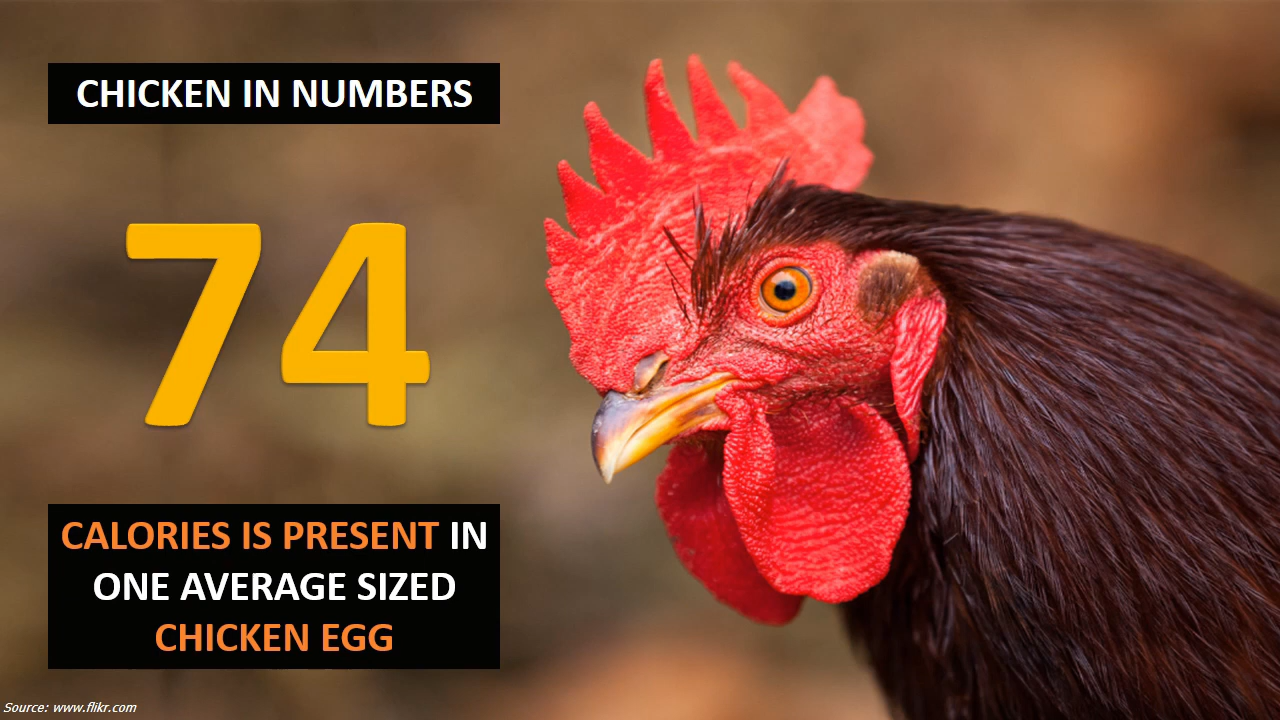 CHICKEN IN NUMBERS
74
CALORIES IS PRESENT IN
ONE AVERAGE SIZED
CHICKEN EGG
Source: www.flikr.com